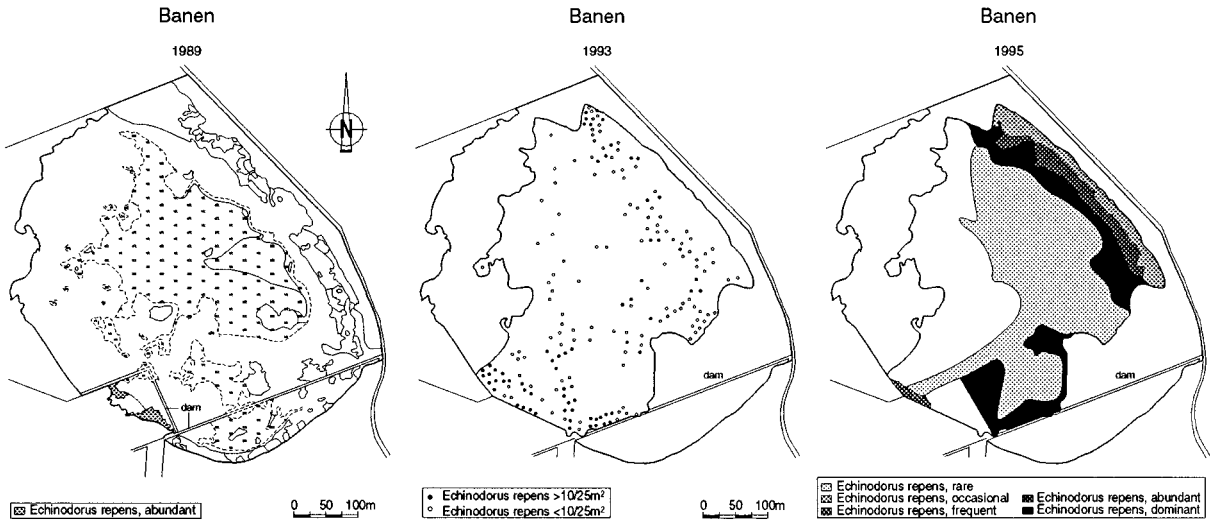 Banen
1989
N
dam
Echinodorus repens, abundant
0 50 100m
Banen
1993
dam
Echinodorus repens >10/25m²
Echinodorus repens <10/25m²
0 50 100m
Banen
1995
dam
Echinodorus repens, rare
Echinodorus repens, occasional
Echinodorus repens, frequent
Echinodorus repens, abundant
Echinodorus repens, dominant